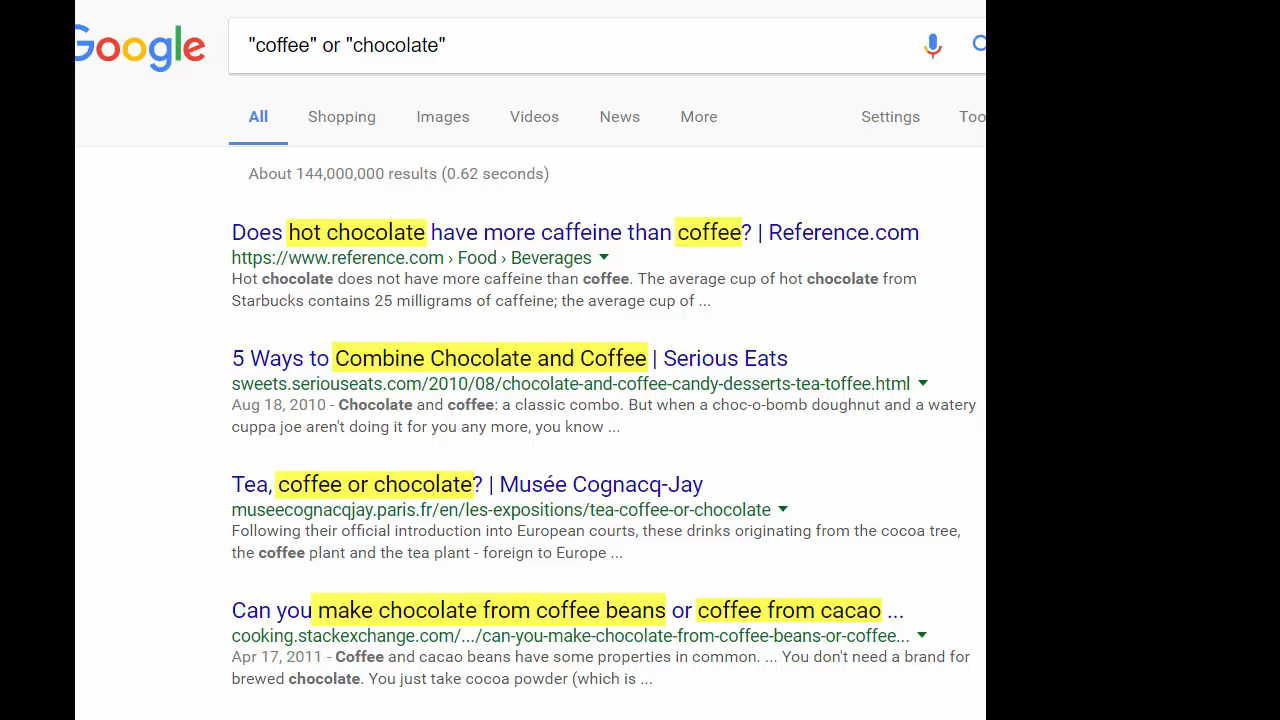 Google
"coffee" or "chocolate"
All Shopping Images Videos News More Settings Too
About 144,000,000 results (0.62 seconds)
Does hot chocolate have more caffeine than coffee? | Reference.com
https://www.reference.com › Food › Beverages
Hot chocolate does not have more caffeine than coffee. The average cup of hot chocolate from
Starbucks contains 25 milligrams of caffeine; the average cup of ...
5 Ways to Combine Chocolate and Coffee | Serious Eats
sweets.seriouseats.com/2010/08/chocolate-and-coffee-candy-desserts-tea-toffee.html
Aug 18, 2010 - Chocolate and coffee: a classic combo. But when a choc-o-bomb doughnut and a watery
cuppa joe aren't doing it for you any more, you know ...
Tea, coffee or chocolate? | Musée Cognacq-Jay
museecognacqjay.paris.fr/en/les-expositions/tea-coffee-or-chocolate
Following their official introduction into European courts, these drinks originating from the cocoa tree,
the coffee plant and the tea plant - foreign to Europe ...
Can you make chocolate from coffee beans or coffee from cacao ...
cooking.stackexchange.com/.../can-you-make-chocolate-from-coffee-beans-or-coffee...
Apr 17, 2011 - Coffee and cacao beans have some properties in common. ... You don't need a brand for
brewed chocolate. You just take cocoa powder (which is ...